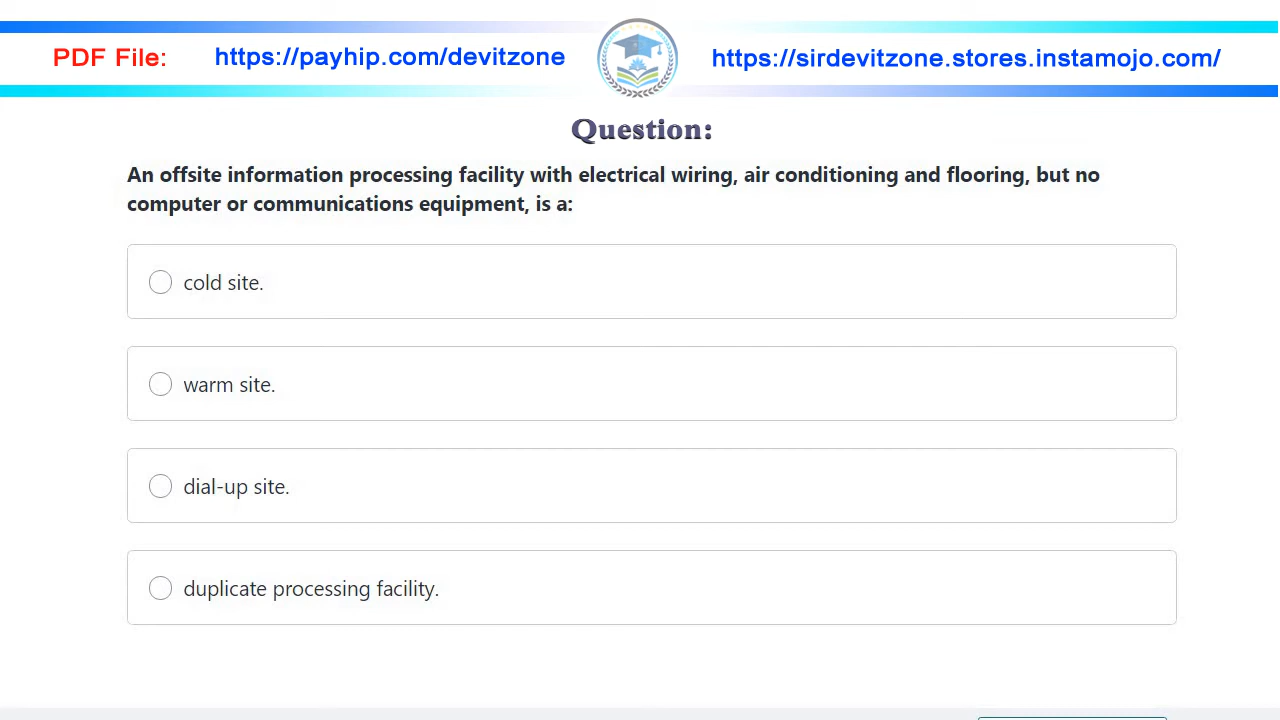 PDF File: https://payhip.com/devitzone https://sirdevitzone.stores.instamojo.com/
Question:
An offsite information processing facility with electrical wiring, air conditioning and flooring, but no
computer or communications equipment, is a:
cold site.
warm site.
dial-up site.
duplicate processing facility.